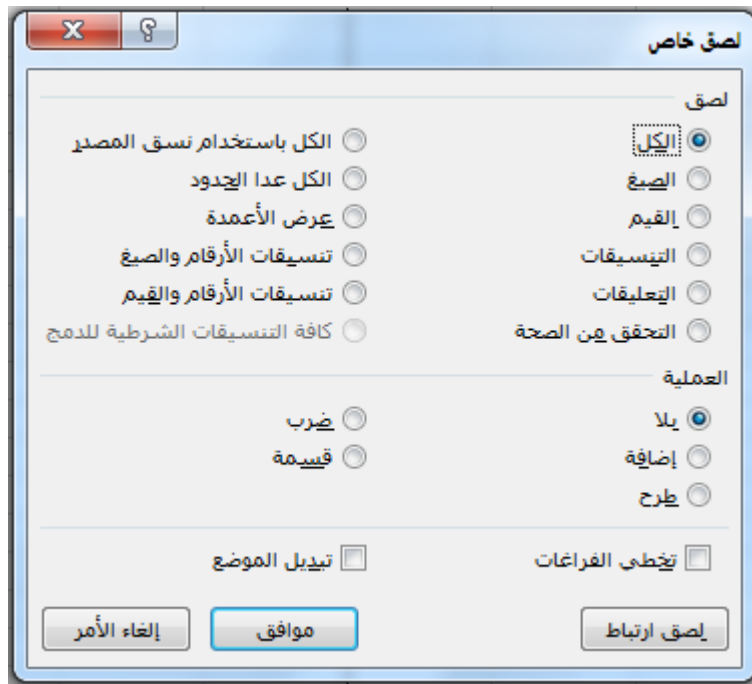 لصق خاص
لصق
الكل
الكل باستخدام نسق المصدر
الصيغ
الكل عدا الحدود
القيم
عرض الأعمدة
التنسيقات
تنسيقات الأرقام والصيغ
التعليقات
تنسيقات الأرقام والقيم
التحقق من الصحة
كافة التنسيقات الشرطية للدمج
العملية
بلا
ضرب
إضافة
قسمة
طرح
تخطي الفراغات
تبديل الموضع
لصق ارتباط
موافق
إلغاء الأمر